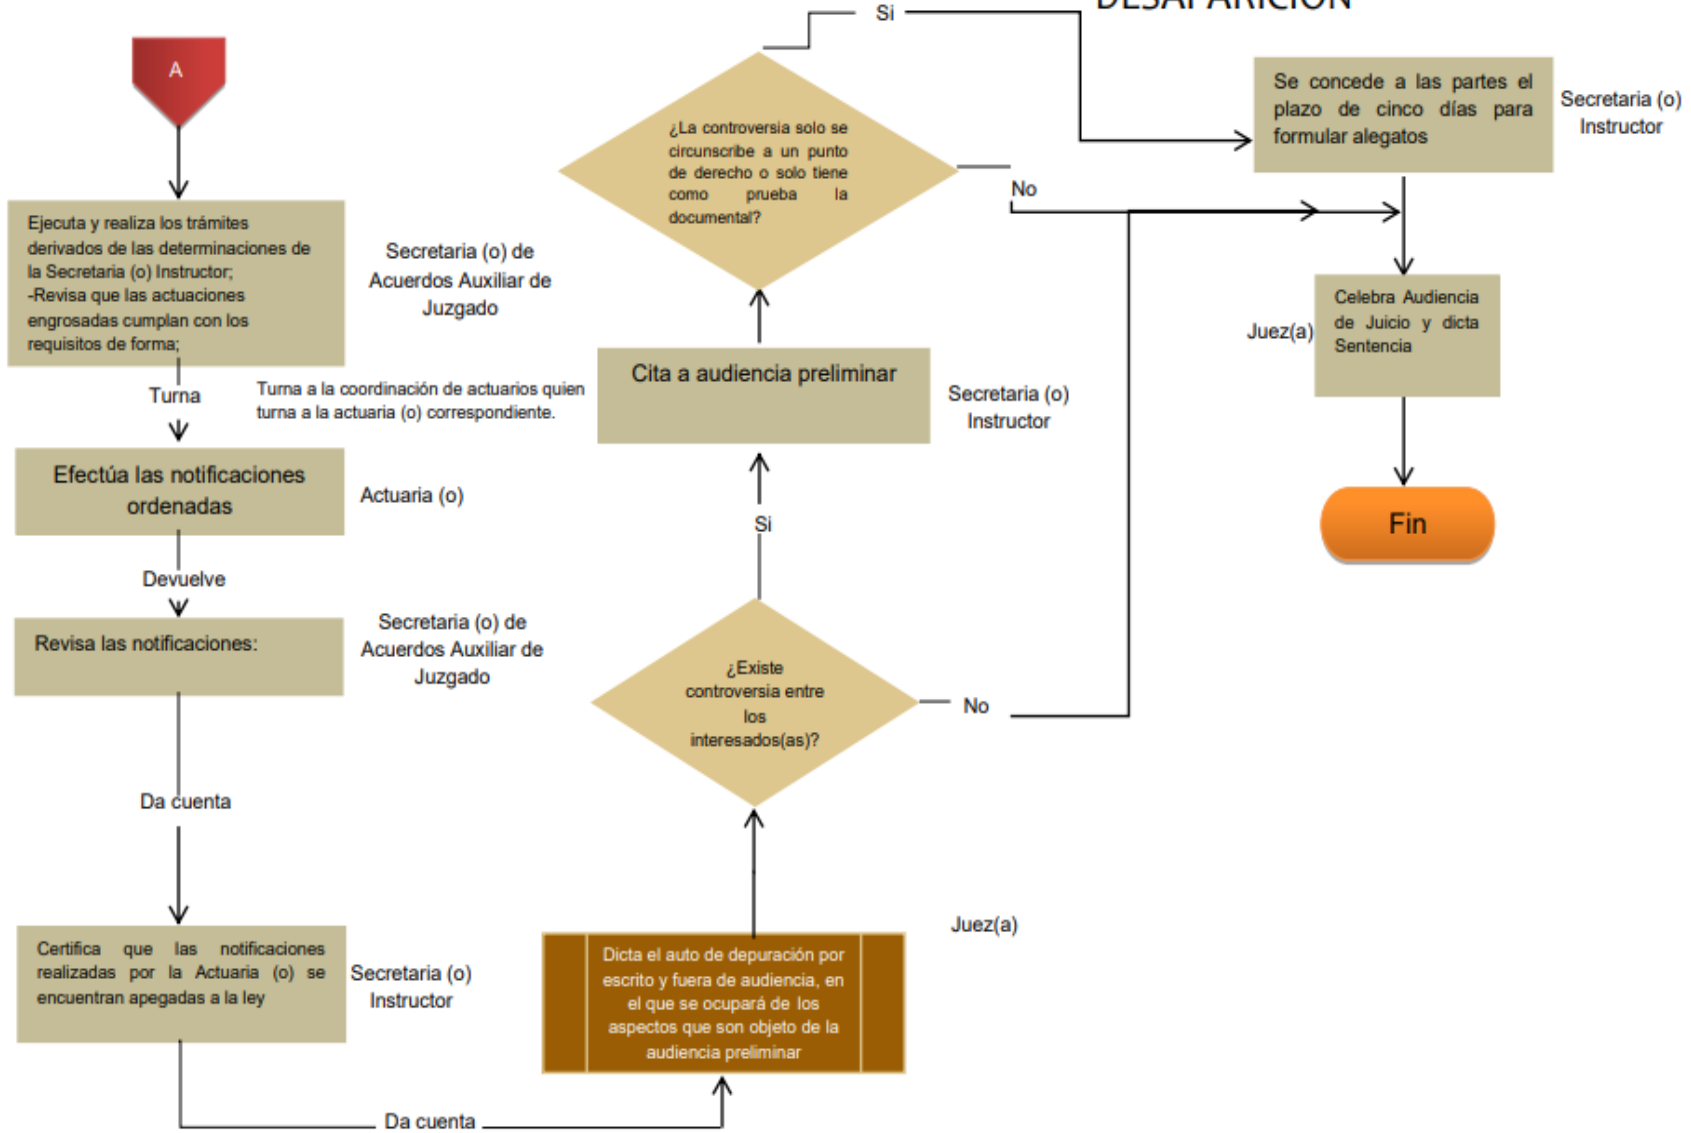 DESAPARICIÓN
A
Ejecuta y realiza los trámites
derivados de las determinaciones de
la Secretaria (o) Instructor;
-Revisa que las actuaciones
engrosadas cumplan con los
requisitos de forma;
Secretaria (o) de
Acuerdos Auxiliar de
Juzgado
Turna
Turna a la coordinación de actuarios quien
turna a la actuaria (o) correspondiente.
Efectúa las notificaciones
ordenadas
Actuaria (o)
Devuelve
Revisa las notificaciones:
Secretaria (o) de
Acuerdos Auxiliar de
Juzgado
Da cuenta
Certifica que las notificaciones
realizadas por la Actuaria (o) se
encuentran apegadas a la ley
Secretaria (o)
Instructor
Da cuenta
Dicta el auto de depuración por
escrito y fuera de audiencia, en
el que se ocupará de los
aspectos que son objeto de la
audiencia preliminar
Juez(a)
¿Existe
controversia entre
los
interesados(as)?
No
Si
Cita a audiencia preliminar
Secretaria (o)
Instructor
¿La controversia solo se
circunscribe a un punto
de derecho o solo tiene
como prueba la
documental?
Si
No
Se concede a las partes el
plazo de cinco días para
formular alegatos
Secretaria (o)
Instructor
Celebra Audiencia
de Juicio y dicta
Sentencia
Juez(a)
Fin